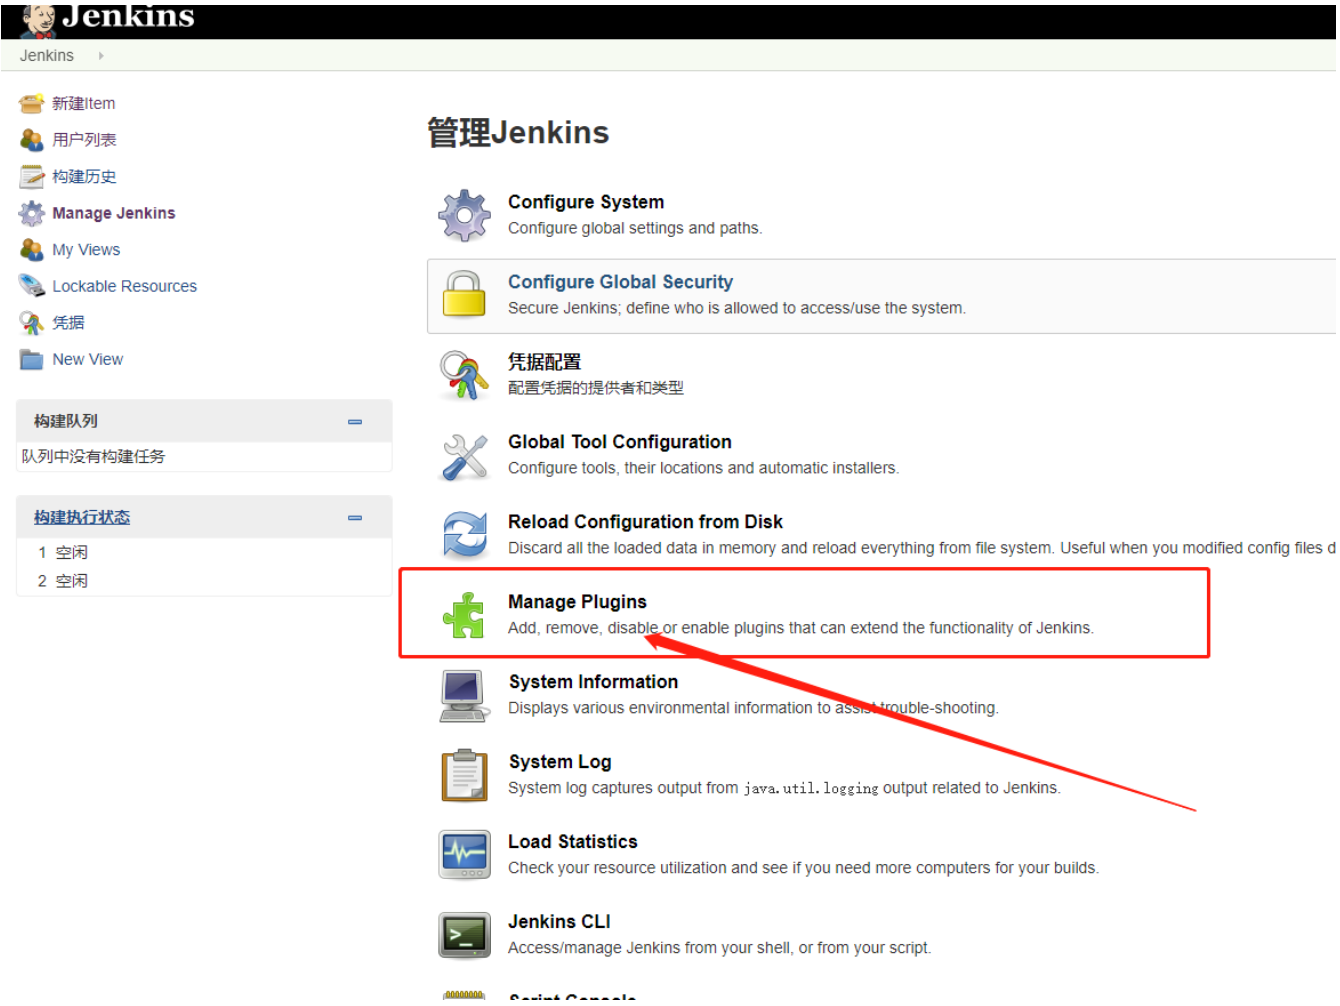 Jenkins
Jenkins
新建Item
用户列表
构建历史
Manage Jenkins
My Views
Lockable Resources
凭据
New View
构建队列
队列中没有构建任务
构建执行状态
1 空闲
2 空闲
管理Jenkins
Configure System
Configure global settings and paths.
Configure Global Security
Secure Jenkins; define who is allowed to access/use the system.
凭据配置
配置凭据的提供者和类型
Global Tool Configuration
Configure tools, their locations and automatic installers.
Reload Configuration from Disk
Discard all the loaded data in memory and reload everything from file system. Useful when you modified config files d
Manage Plugins
Add, remove, disable or enable plugins that can extend the functionality of Jenkins.
System Information
Displays various environmental information to assist trouble-shooting.
System Log
System log captures output from java.util.logging output related to Jenkins.
Load Statistics
Check your resource utilization and see if you need more computers for your builds.
Jenkins CLI
Access/manage Jenkins from your shell, or from your script.
Script Console